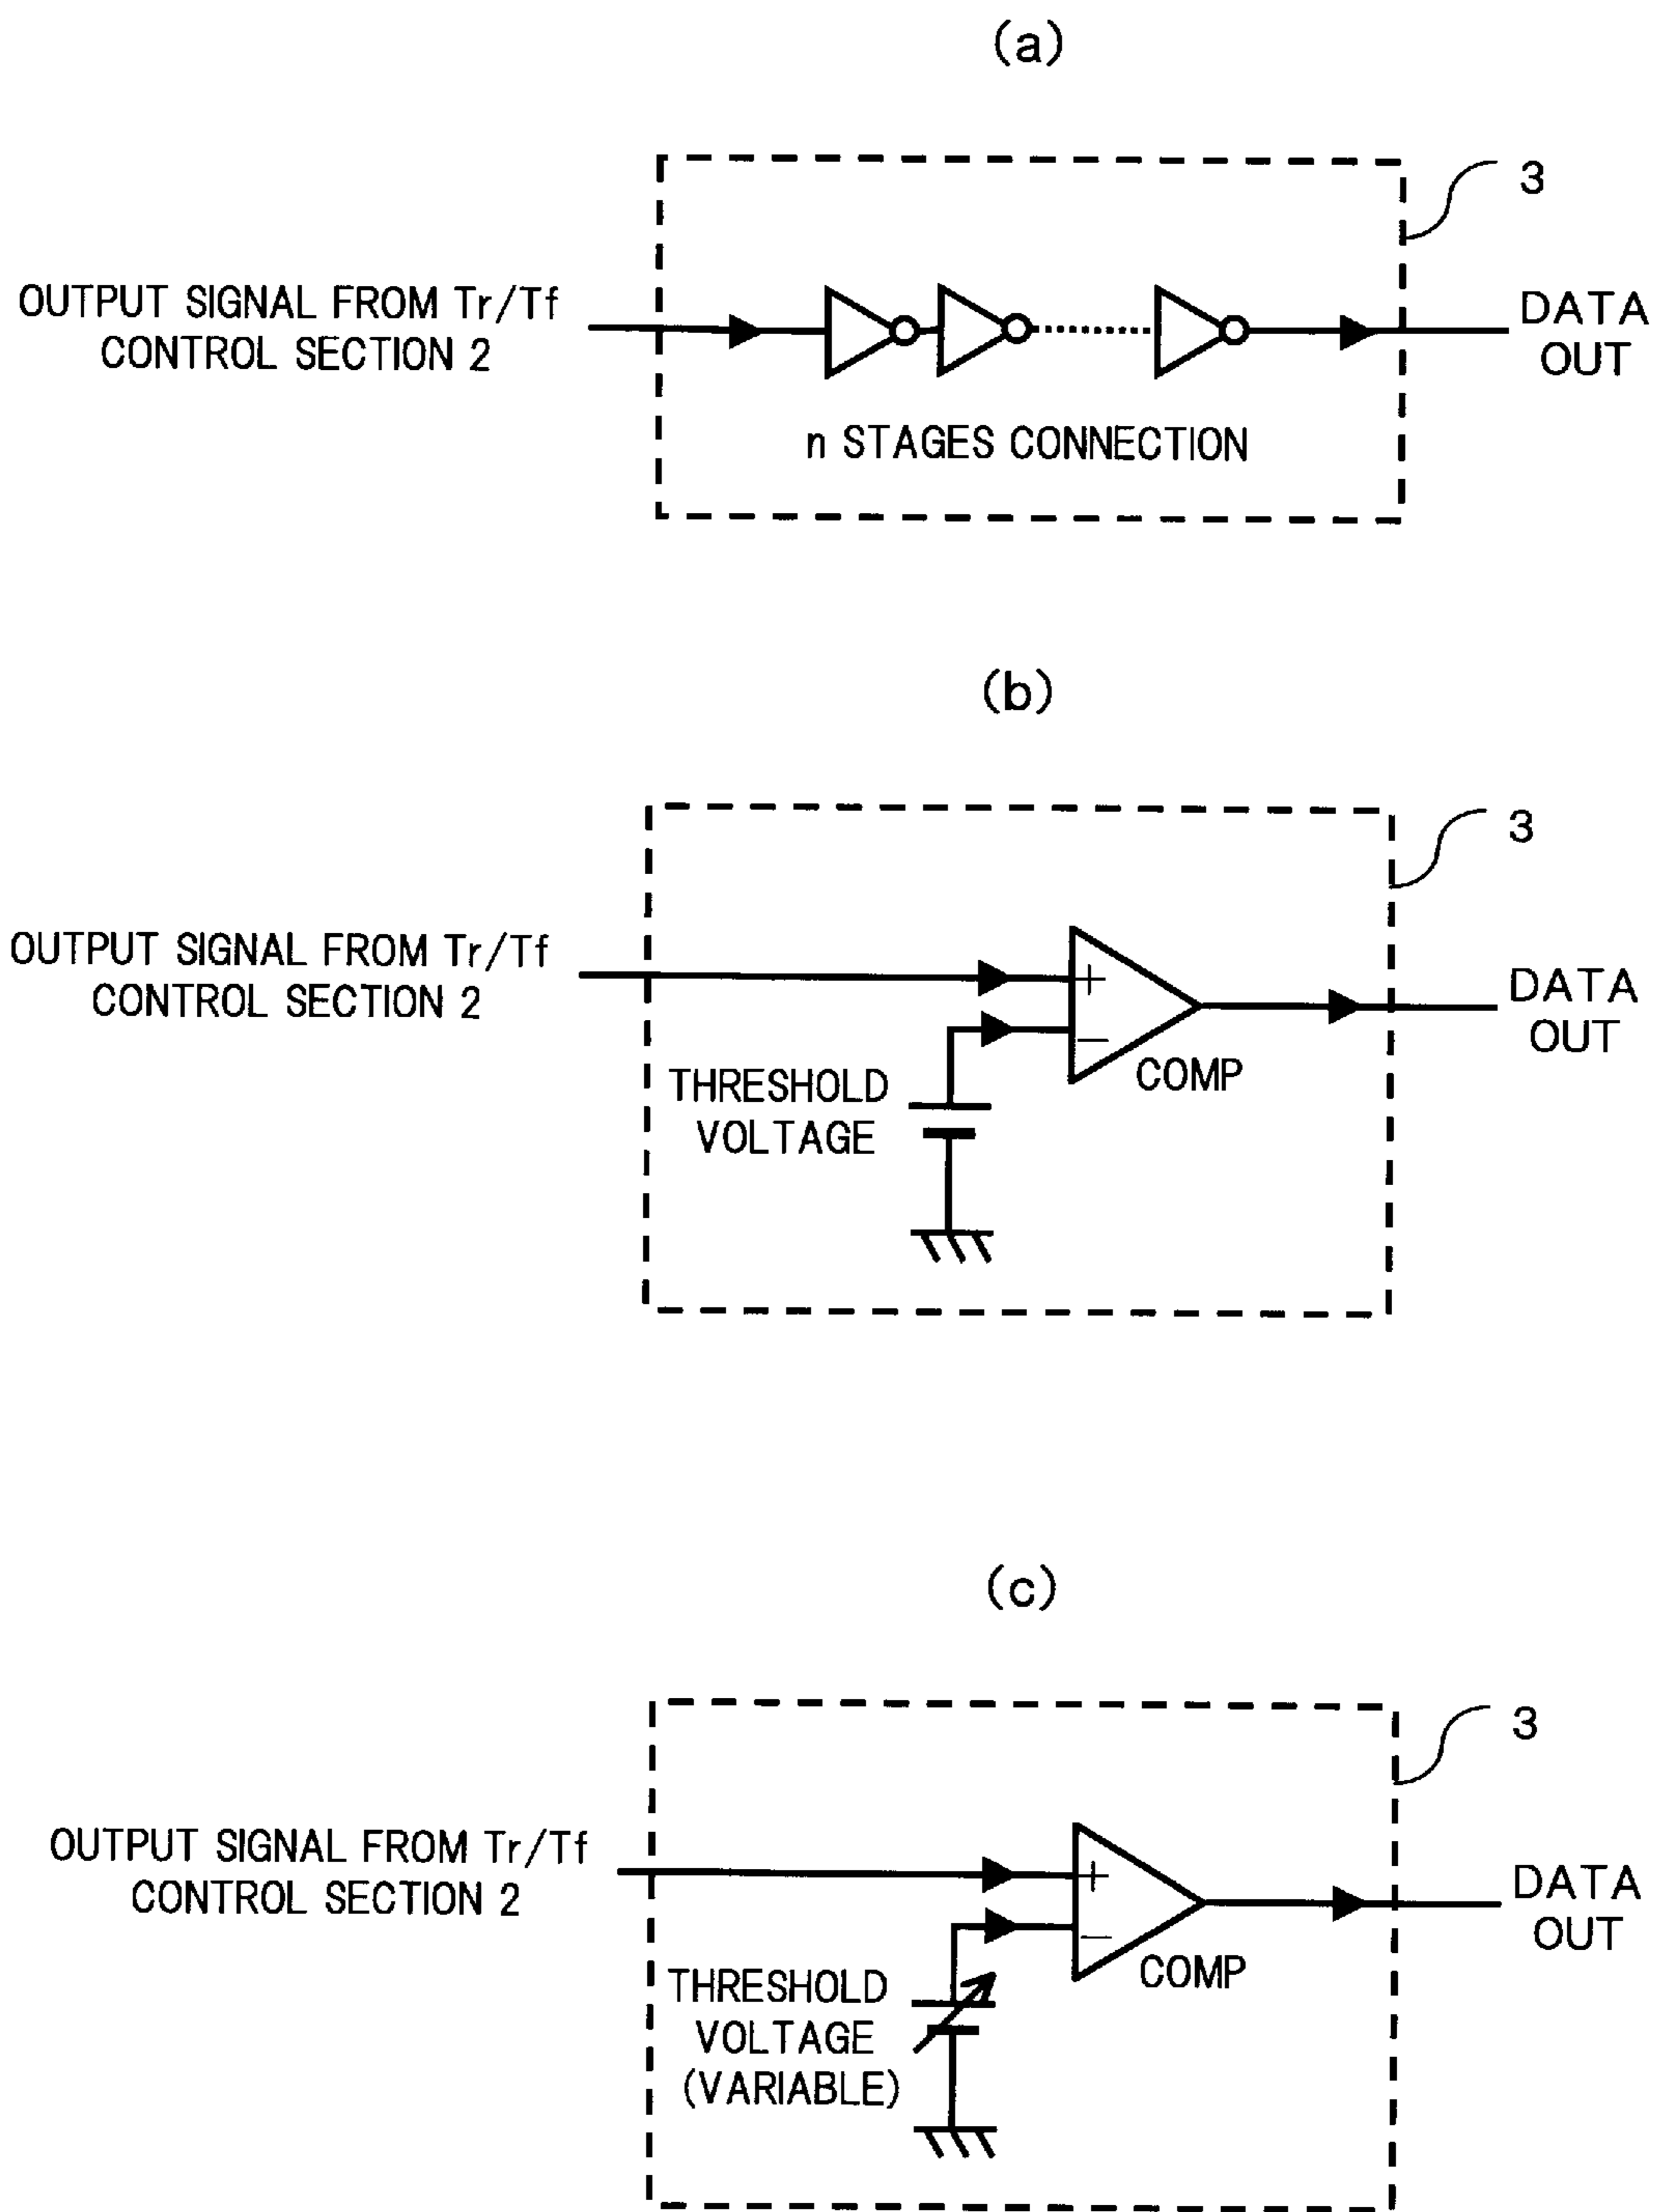 (a)
3
OUTPUT SIGNAL FROM Tr/Tf
CONTROL SECTION 2
DATA
OUT
n STAGES CONNECTION
(b)
3
OUTPUT SIGNAL FROM Tr/Tf
CONTROL SECTION 2
+
−
DATA
OUT
COMP
THRESHOLD
VOLTAGE
(c)
3
OUTPUT SIGNAL FROM Tr/Tf
CONTROL SECTION 2
+
−
DATA
OUT
COMP
THRESHOLD
VOLTAGE
(VARIABLE)